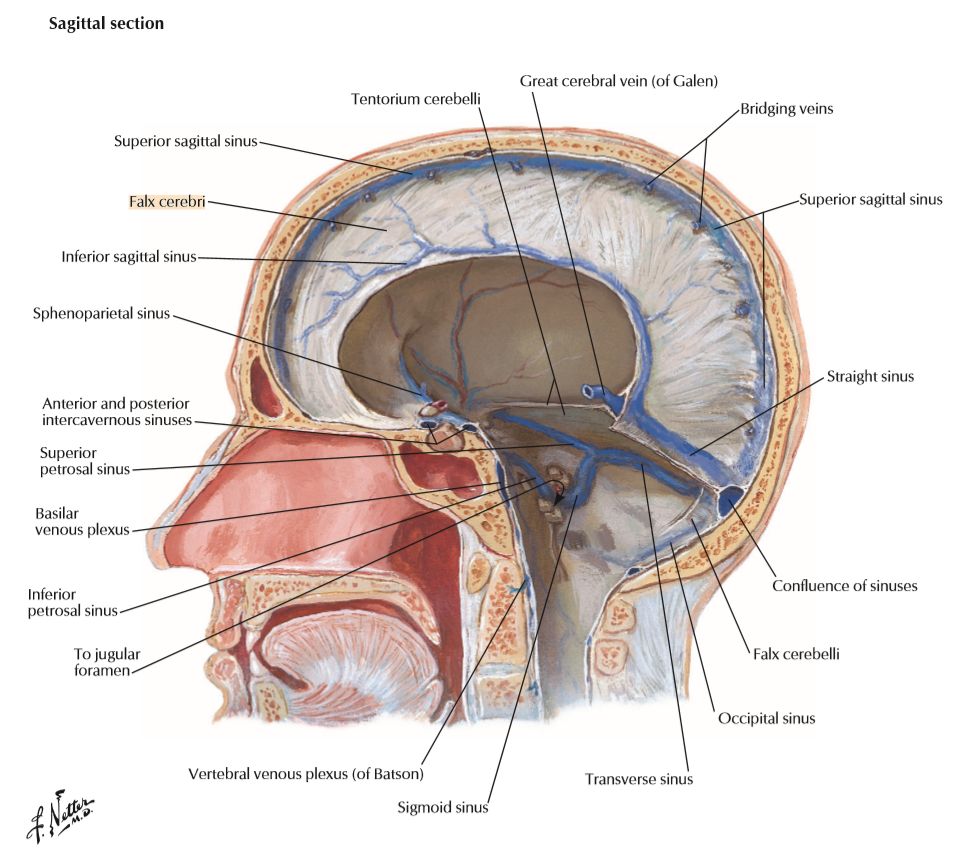 Sagittal section
Great cerebral vein (of Galen)
Tentorium cerebelli
Bridging veins
Superior sagittal sinus
Falx cerebri
Superior sagittal sinus
Inferior sagittal sinus
Sphenoparietal sinus
Straight sinus
Anterior and posterior
intercavernous sinuses
Superior
petrosal sinus
Basilar
venous plexus
Confluence of sinuses
Inferior
petrosal sinus
To jugular
foramen
Falx cerebelli
Occipital sinus
Vertebral venous plexus (of Batson)
Transverse sinus
Sigmoid sinus
F. Netter
M.D.